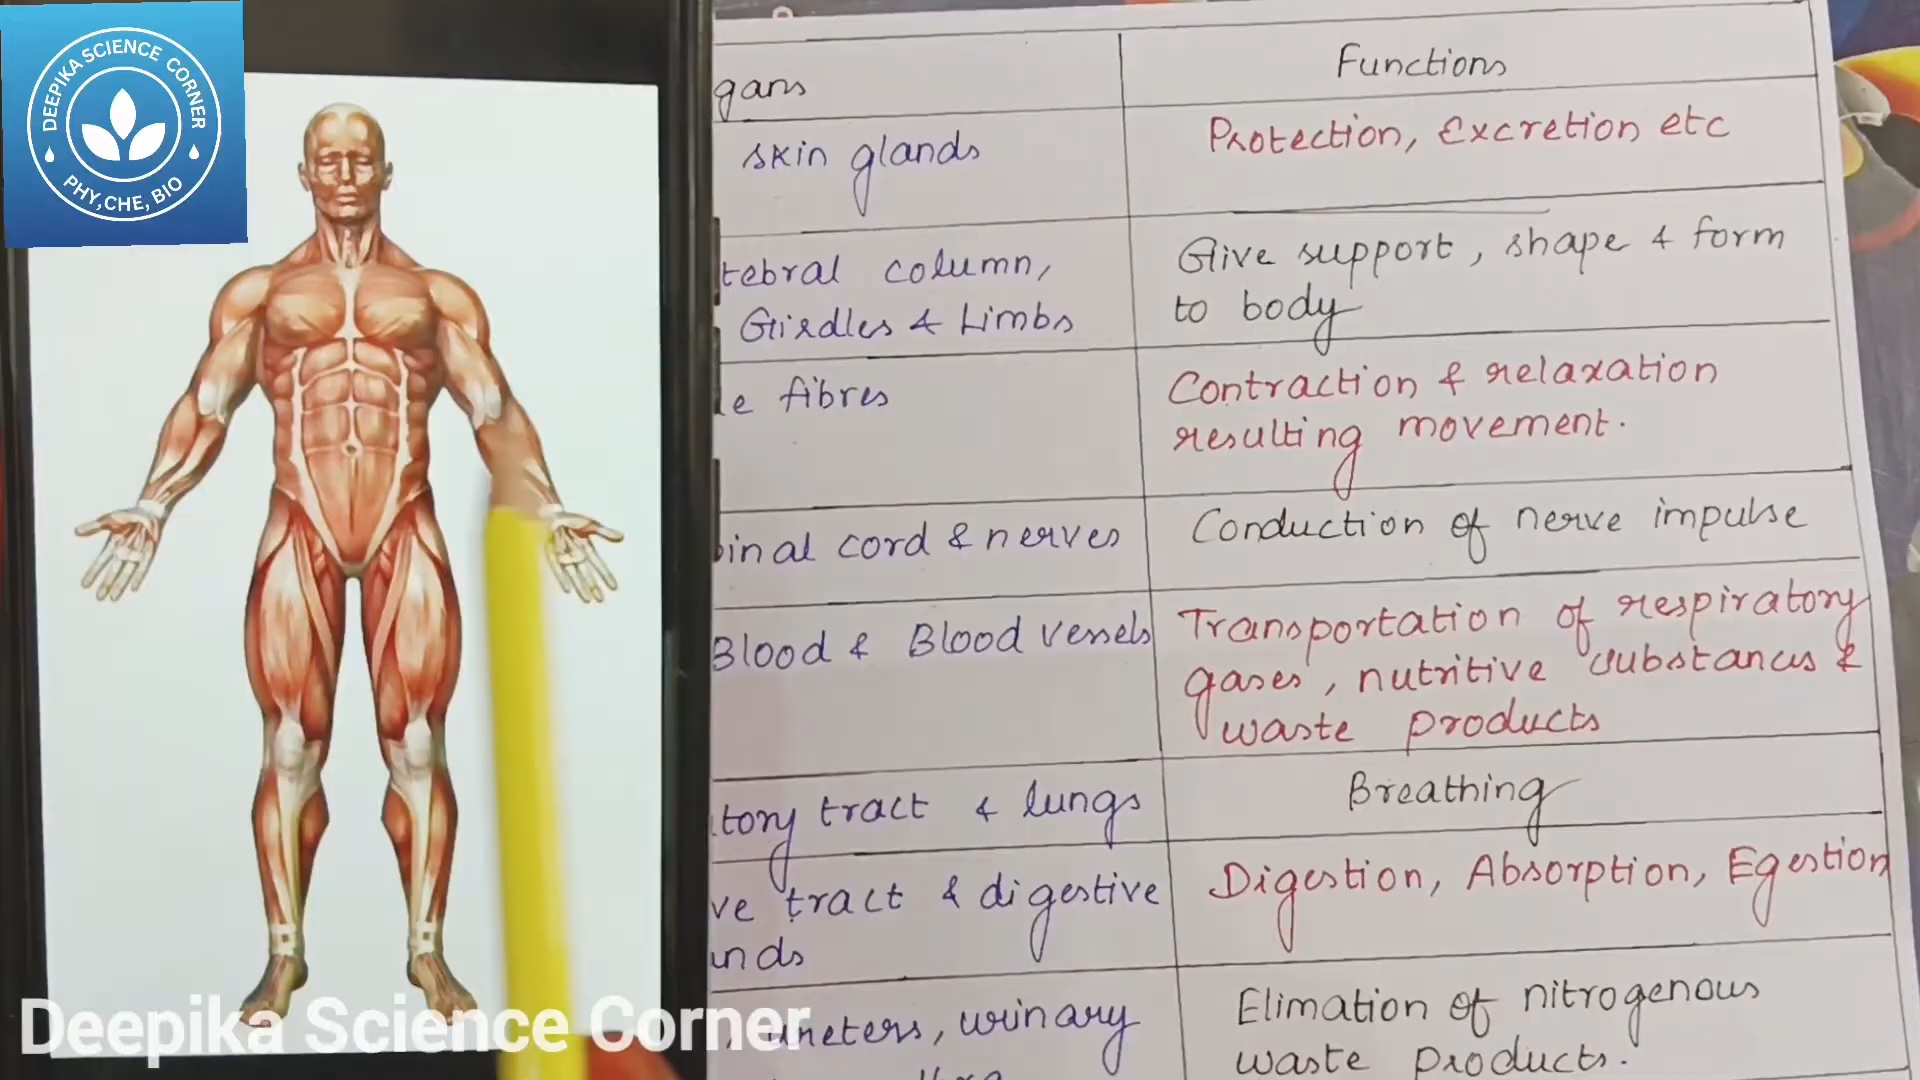 DEEPIKA SCIENCE CORNER
PHY, CHE, BIO
gans
Functions
skin glands
Protection, Excretion etc
tebral column,
Girdles & Limbs
Give support, shape & form
to body
le fibres
Contraction & relaxation
resulting movement.
inal cord & nerves
Conduction of nerve impulse
Blood & Blood vessels
Transportation of respiratory
gases, nutritive substances &
waste products
tory tract & lungs
Breathing
ve tract & digestive
nds
Digestion, Absorption, Egestion
ureters, urinary
Elimation of nitrogenous
waste products.
Deepika Science Corner